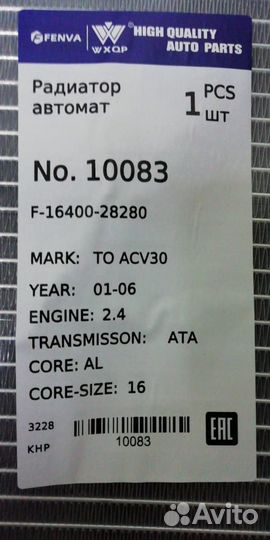 FENVA WXQP ® HIGH QUALITY
AUTO PARTS
Радиатор
автомат
1 PCS
шт
No. 10083
F-16400-28280
MARK: TO ACV30
YEAR: 01-06
ENGINE: 2.4
TRANSMISSON: ATA
CORE: AL
CORE-SIZE: 16
3228
КНР
10083
EAC
Avito